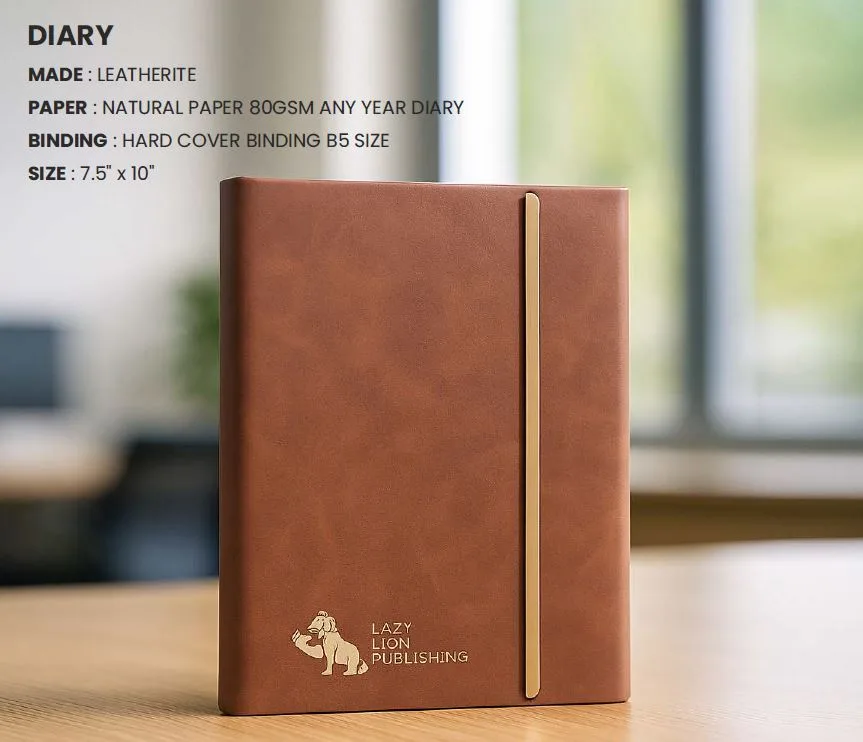 DIARY
MADE : LEATHERITE
PAPER : NATURAL PAPER 80GSM ANY YEAR DIARY
BINDING : HARD COVER BINDING B5 SIZE
SIZE : 7.5" x 10"
LAZY
LION
PUBLISHING